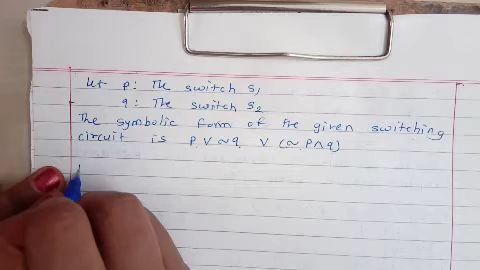 Let p: The switch S₁
q: The switch S₂
The symbolic form of the given switching
circuit is p ∨ ~q ∨ (~p ∧ q)